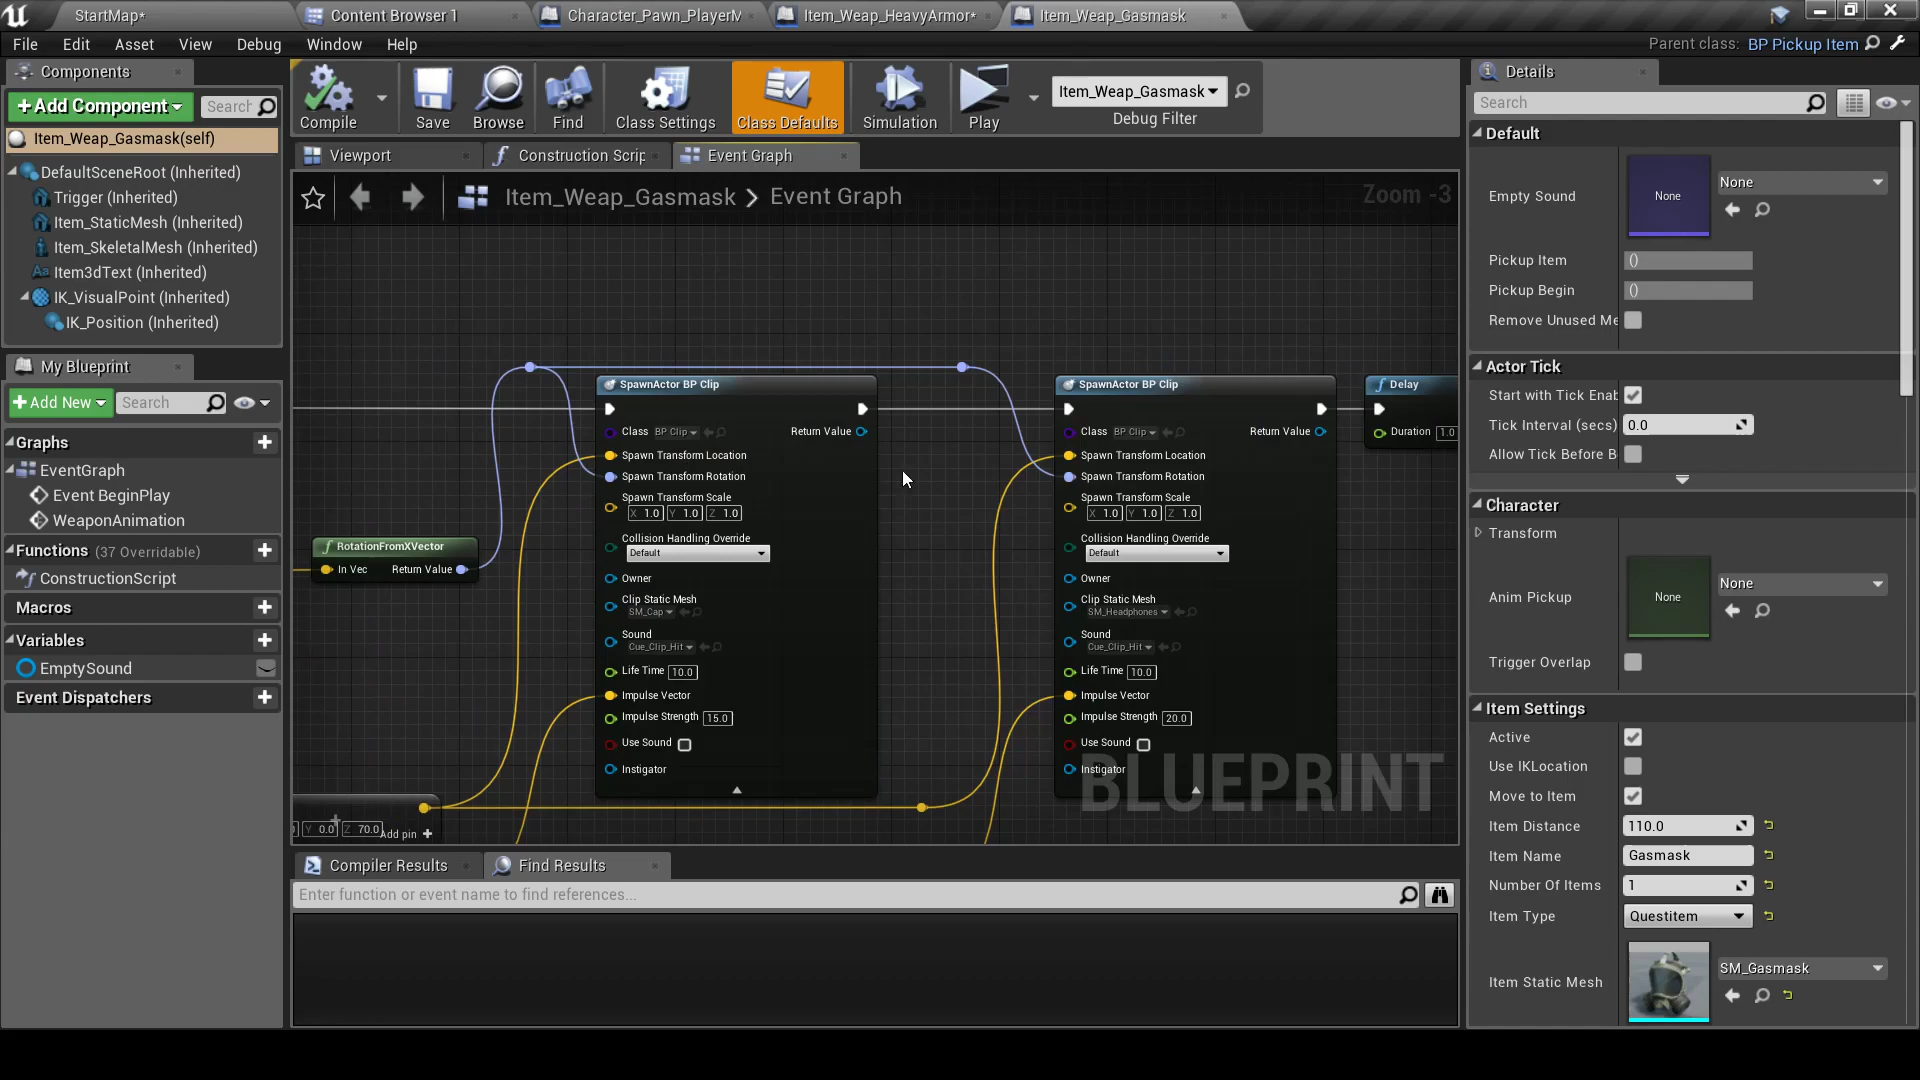 StartMap*
Content Browser 1
Character_Pawn_PlayerM
Item_Weap_HeavyArmor*
Item_Weap_Gasmask
File
Edit
Asset
View
Debug
Window
Help
Parent class: BP Pickup Item
Components
+Add Component
Search
Item_Weap_Gasmask(self)
DefaultSceneRoot (Inherited)
Trigger (Inherited)
Item_StaticMesh (Inherited)
Item_SkeletalMesh (Inherited)
Item3dText (Inherited)
IK_VisualPoint (Inherited)
IK_Position (Inherited)
My Blueprint
+Add New
Search
Graphs
EventGraph
Event BeginPlay
WeaponAnimation
Functions (37 Overridable)
ConstructionScript
Macros
Variables
EmptySound
Event Dispatchers
Compile
Save
Browse
Find
Class Settings
Class Defaults
Simulation
Play
Item_Weap_Gasmask
Debug Filter
Viewport
Construction Scrip
Event Graph
Item_Weap_Gasmask > Event Graph
Zoom -3
RotationFromXVector
In Vec
Return Value
Y 0.0 Z 70.0
Add pin +
SpawnActor BP Clip
Class BP Clip
Return Value
Spawn Transform Location
Spawn Transform Rotation
Spawn Transform Scale
X 1.0 Y 1.0 Z 1.0
Collision Handling Override
Default
Owner
Clip Static Mesh
SM_Cap
Sound
Cue_Clip_Hit
Life Time 10.0
Impulse Vector
Impulse Strength 15.0
Use Sound
Instigator
SpawnActor BP Clip
Class BP Clip
Return Value
Spawn Transform Location
Spawn Transform Rotation
Spawn Transform Scale
X 1.0 Y 1.0 Z 1.0
Collision Handling Override
Default
Owner
Clip Static Mesh
SM_Headphones
Sound
Cue_Clip_Hit
Life Time 10.0
Impulse Vector
Impulse Strength 20.0
Use Sound
Instigator
Delay
Duration 1.0
BLUEPRINT
Compiler Results
Find Results
Enter function or event name to find references...
Details
Search
Default
Empty Sound
None
None
Pickup Item ()
Pickup Begin ()
Remove Unused Me
Actor Tick
Start with Tick Enab
Tick Interval (secs) 0.0
Allow Tick Before B
Character
Transform
Anim Pickup
None
None
Trigger Overlap
Item Settings
Active
Use IKLocation
Move to Item
Item Distance 110.0
Item Name Gasmask
Number Of Items 1
Item Type Questitem
Item Static Mesh
SM_Gasmask